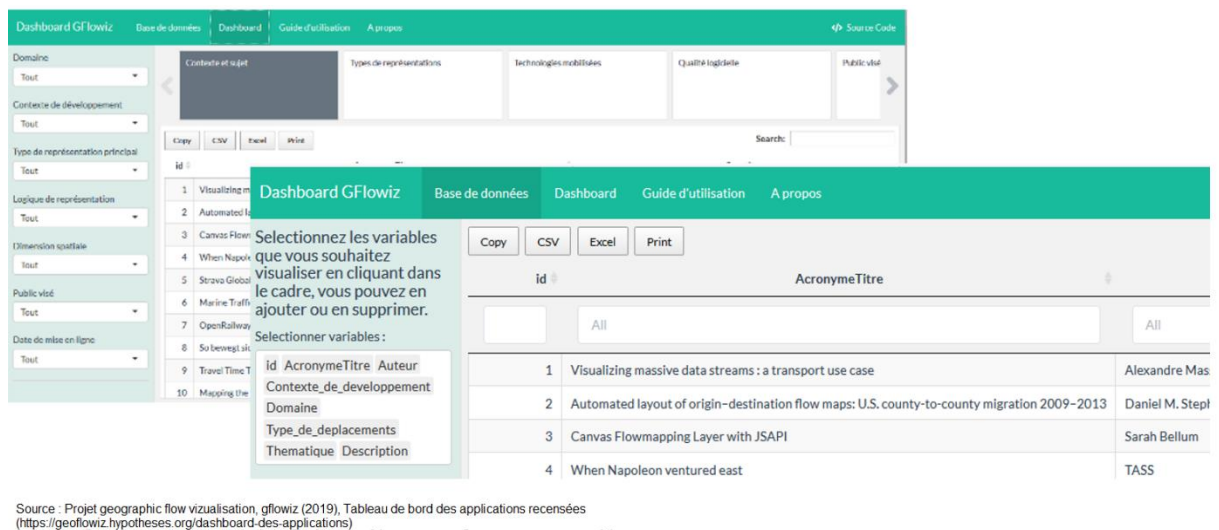 Dashboard GFlowiz Base de données Dashboard Guide d'utilisation A propos </> Source Code
Domaine
Tout
Contexte de développement
Tout
Type de représentation principal
Tout
Logique de représentation
Tout
Dimension spatiale
Tout
Public visé
Tout
Date de mise en ligne
Tout
Contexte et sujet Types de représentations Technologies mobilisées Qualité logicielle Public visé
Copy CSV Excel Print Search:
id
1 Visualizing m
2 Automated la
3 Canvas Flow
4 When Napole
5 Strava Global
6 Marine Traffi
7 OpenRailway
8 So bewegt sic
9 Travel Time T
10 Mapping the
Dashboard GFlowiz Base de données Dashboard Guide d'utilisation A propos
Selectionnez les variables
que vous souhaitez
visualiser en cliquant dans
le cadre, vous pouvez en
ajouter ou en supprimer.
Selectionner variables :
id AcronymeTitre Auteur
Contexte_de_developpement
Domaine
Type_de_deplacements
Thematique Description
Copy CSV Excel Print
id AcronymeTitre
All All
1 Visualizing massive data streams : a transport use case Alexandre Mas
2 Automated layout of origin–destination flow maps: U.S. county-to-county migration 2009–2013 Daniel M. Steph
3 Canvas Flowmapping Layer with JSAPI Sarah Bellum
4 When Napoleon ventured east TASS
Source : Projet geographic flow vizualisation, gflowiz (2019), Tableau de bord des applications recensées
(https://geoflowiz.hypotheses.org/dashboard-des-applications)